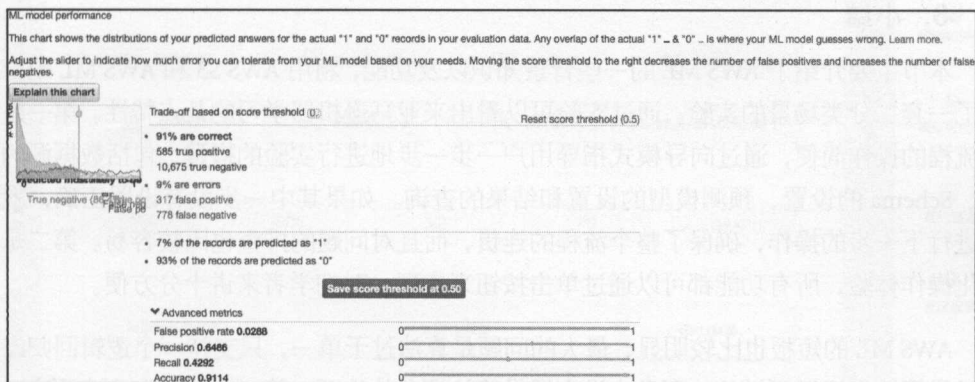 ML model performance
This chart shows the distributions of your predicted answers for the actual "1" and "0" records in your evaluation data. Any overlap of the actual "1" & "0" is where your ML model guesses wrong. Learn more.
Adjust the slider to indicate how much error you can tolerate from your ML model based on your needs. Moving the score threshold to the right decreases the number of false positives and increases the number of false negatives.
Explain this chart
Trade-off based on score threshold
Reset score threshold (0.5)
91% are correct
585 true positive
10,675 true negative
9% are errors
317 false positive
778 false negative
True negative
False po
7% of the records are predicted as "1"
93% of the records are predicted as "0"
Save score threshold at 0.50
Advanced metrics
False positive rate 0.0288 0 1
Precision 0.6486 0 1
Recall 0.4292 0 1
Accuracy 0.9114 0 1